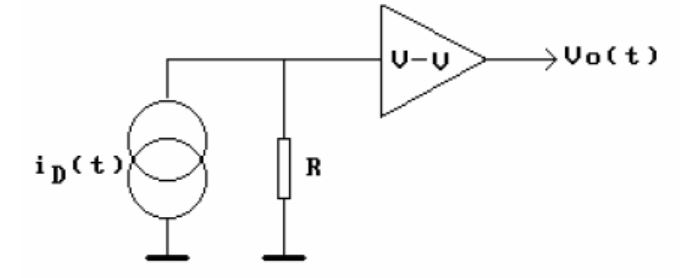 V-V
Vo(t)
iD(t)
R